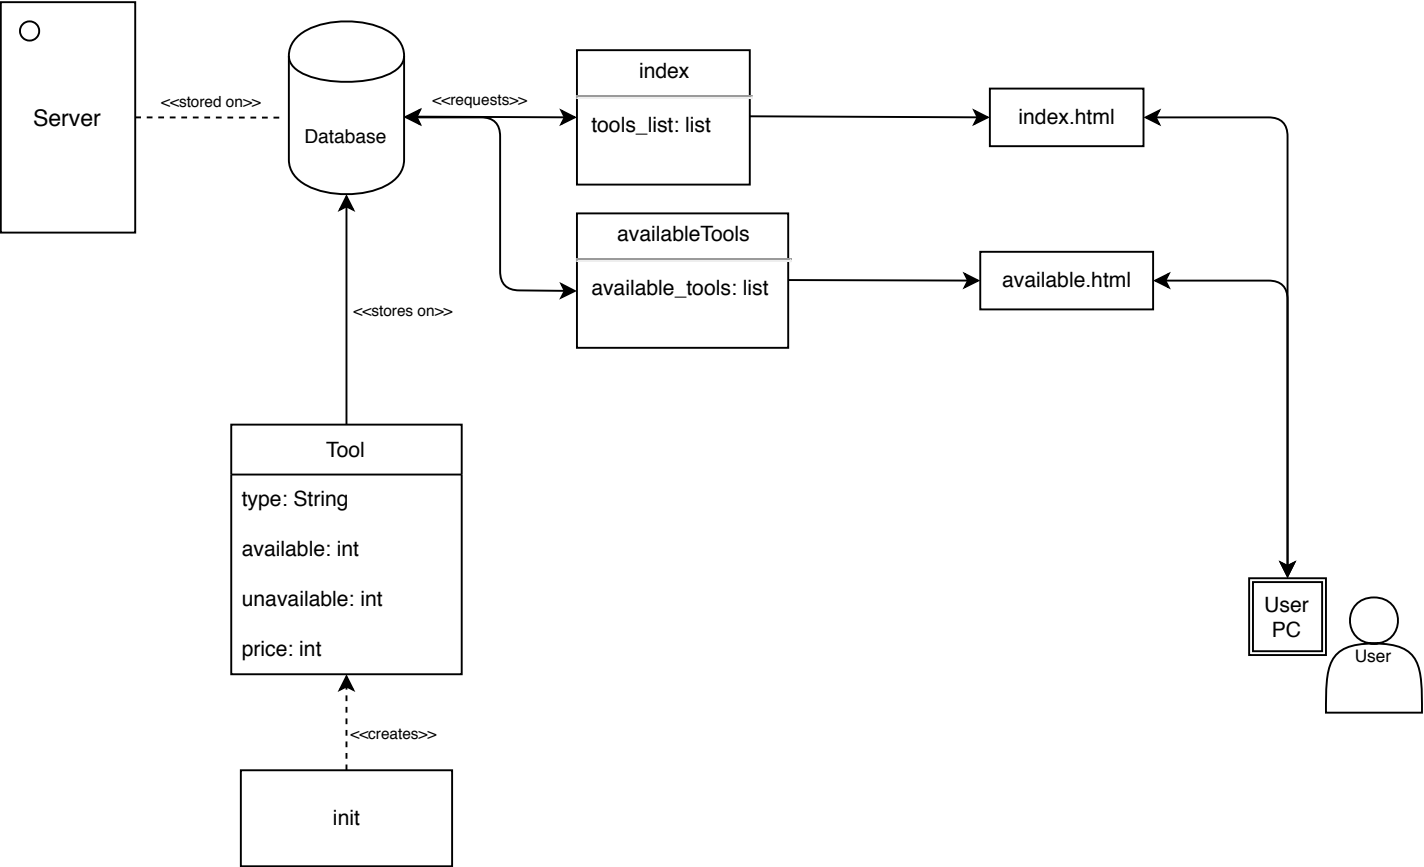 Server
<<stored on>>
Database
<<requests>>
index
tools_list: list
index.html
availableTools
available_tools: list
available.html
<<stores on>>
Tool
type: String
available: int
unavailable: int
price: int
<<creates>>
init
User
PC
User